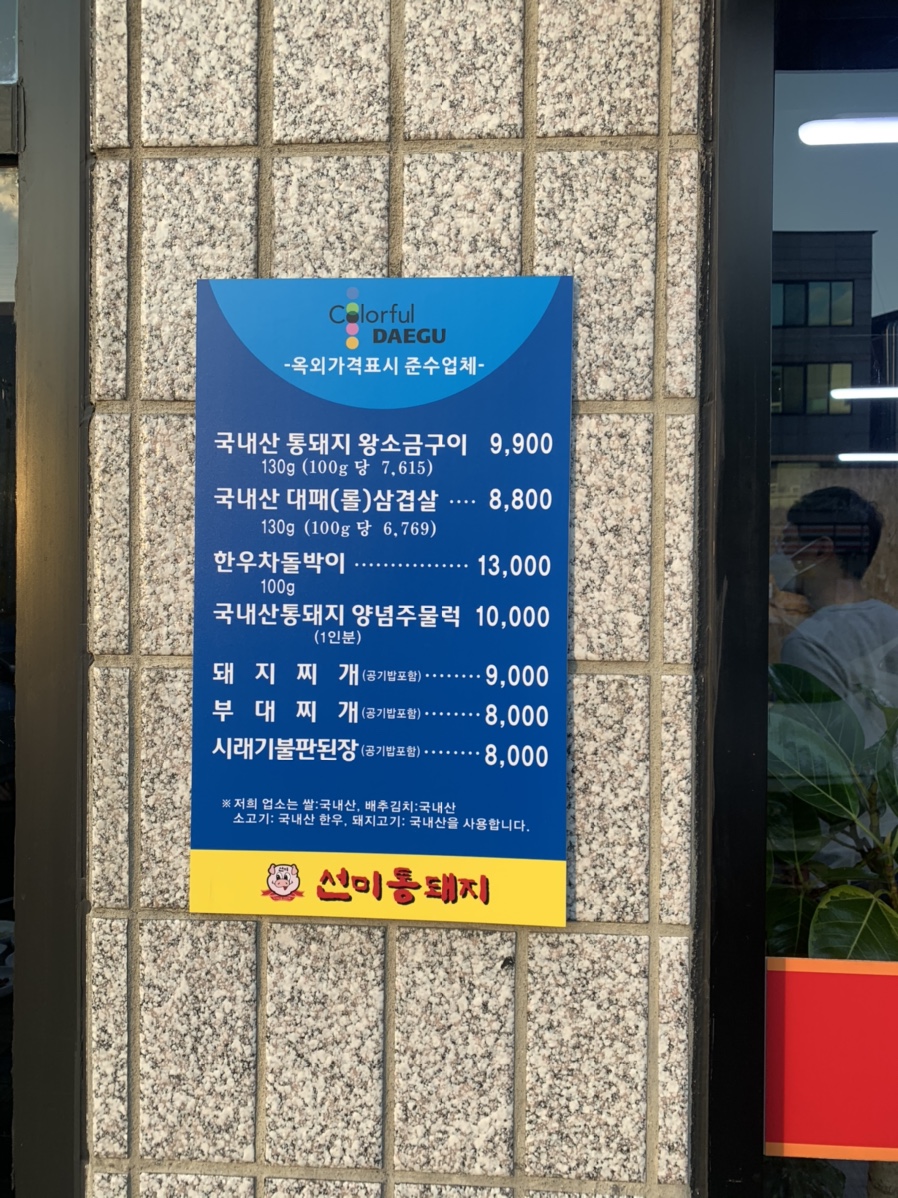 Colorful
DAEGU
-옥외가격표시 준수업체-
국내산 통돼지 왕소금구이 9,900
130g (100g 당 7,615)
국내산 대패(롤)삼겹살 ···· 8,800
130g (100g 당 6,769)
한우차돌박이 ················ 13,000
100g
국내산통돼지 양념주물럭 10,000
(1인분)
돼 지 찌 개(공기밥포함)········ 9,000
부 대 찌 개(공기밥포함)········ 8,000
시래기불판된장(공기밥포함)········ 8,000
※ 저희 업소는 쌀:국내산, 배추김치:국내산
소고기: 국내산 한우, 돼지고기: 국내산을 사용합니다.
선미통돼지